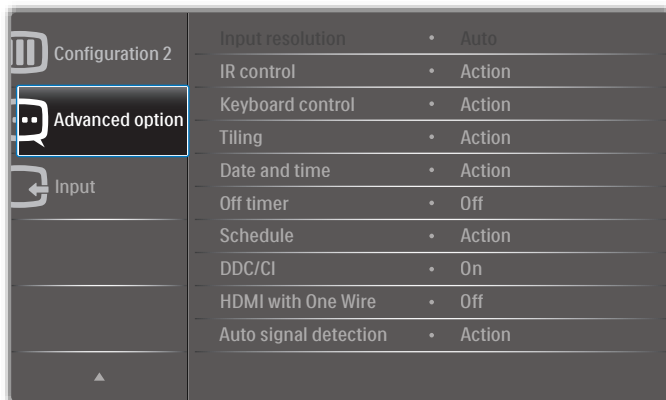 Configuration 2
Advanced option
Input
Input resolution • Auto
IR control • Action
Keyboard control • Action
Tiling • Action
Date and time • Action
Off timer • Off
Schedule • Action
DDC/CI • On
HDMI with One Wire • Off
Auto signal detection • Action